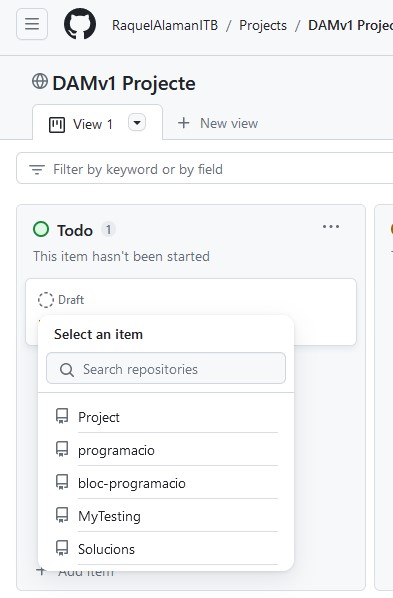 RaquelAlamanITB / Projects / DAMv1 Projec
DAMv1 Projecte
View 1
New view
Filter by keyword or by field
Todo 1
This item hasn't been started
Draft
Select an item
Search repositories
Project
programacio
bloc-programacio
MyTesting
Solucions
Add item